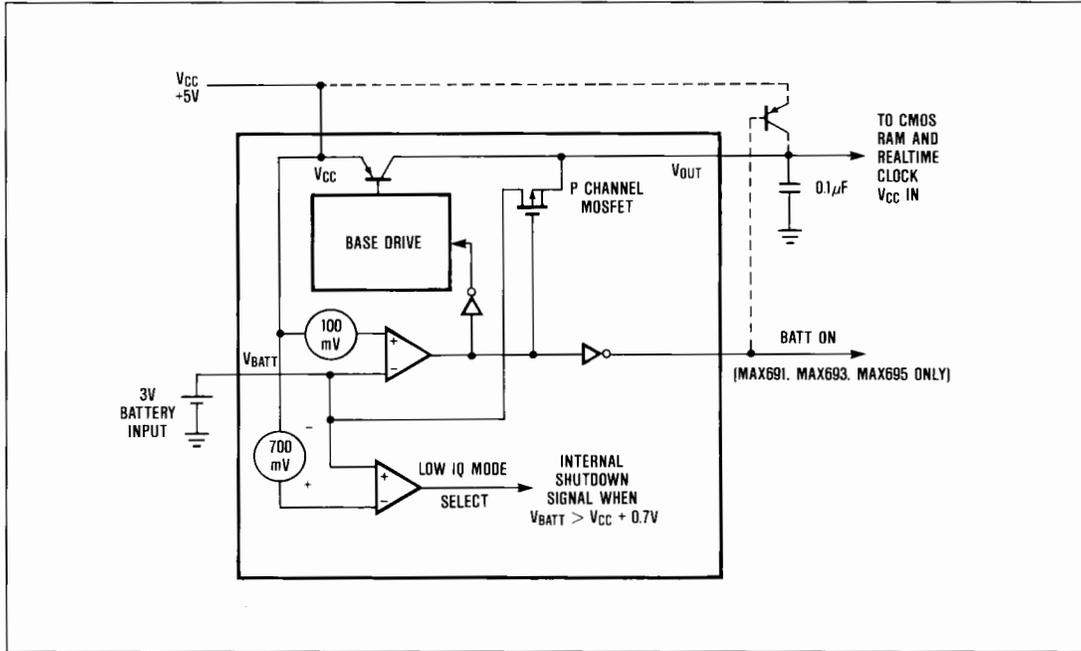 VCC
+5V
TO CMOS
RAM AND
REALTIME
CLOCK
VCC IN
VCC
VOUT
P CHANNEL
MOSFET
0.1µF
BASE DRIVE
100
mV
+
−
VBATT
BATT ON
(MAX691, MAX693, MAX695 ONLY)
3V
BATTERY
INPUT
−
700
mV
+
+
−
LOW IQ MODE
SELECT
INTERNAL
SHUTDOWN
SIGNAL WHEN
VBATT > VCC + 0.7V